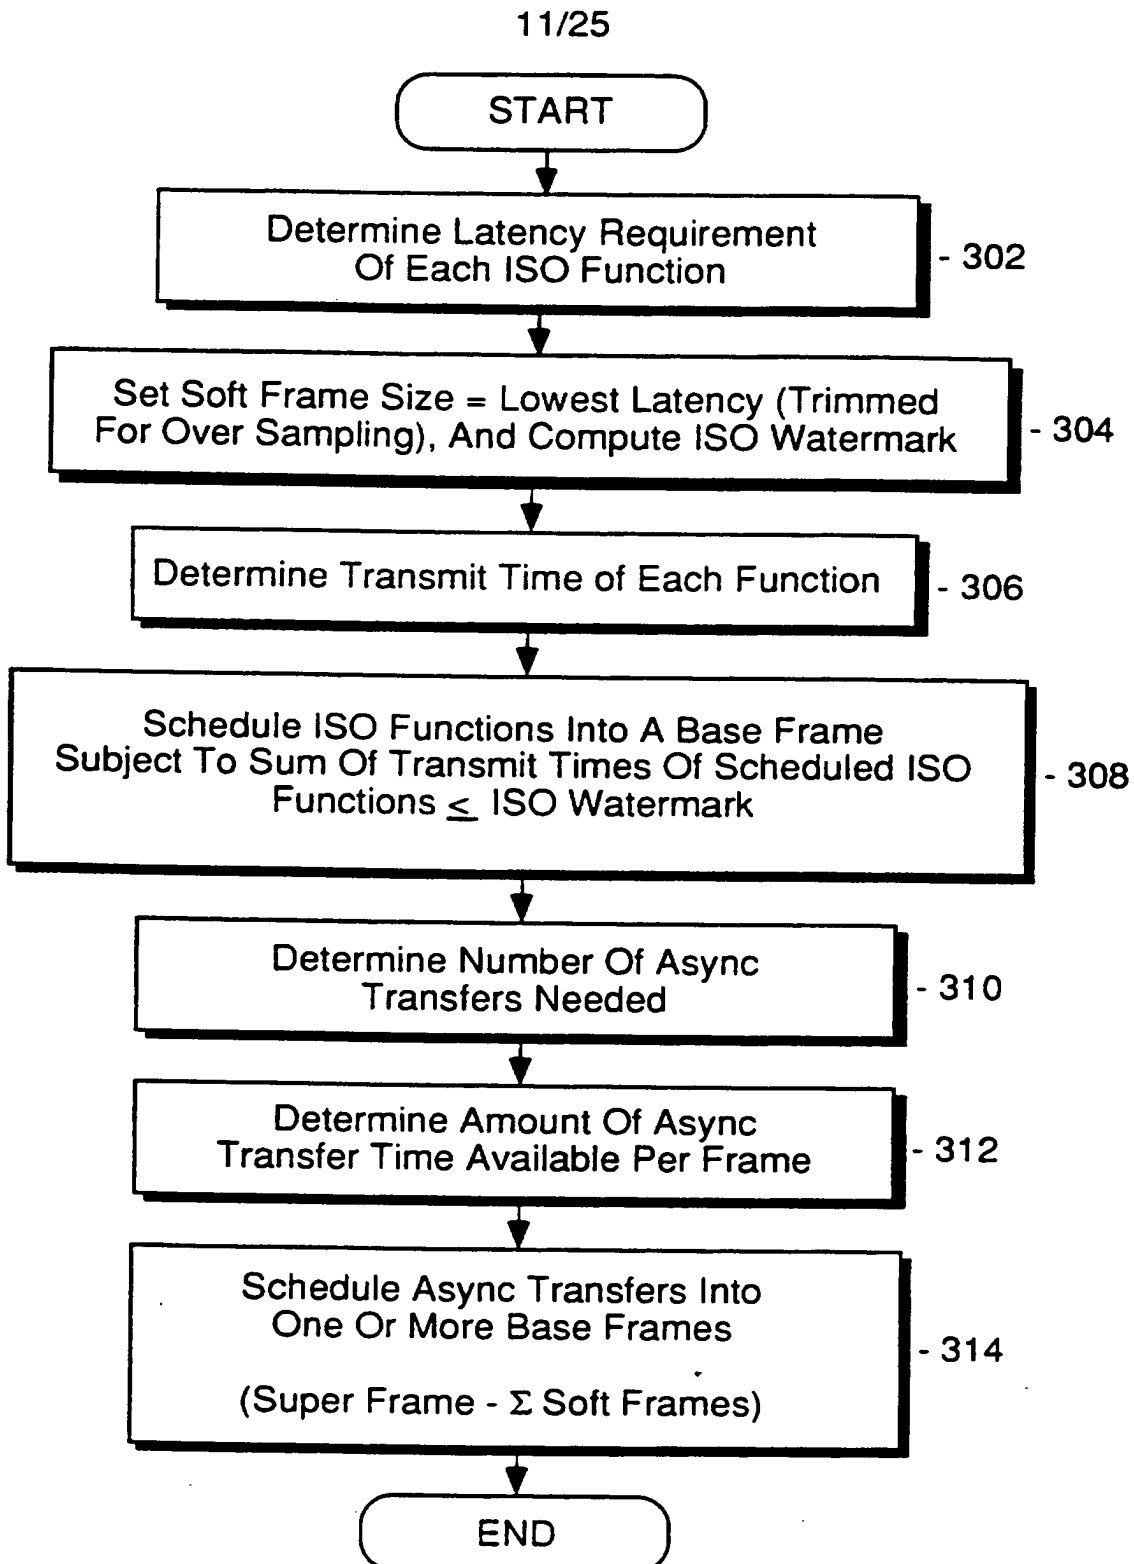 11/25
START
Determine Latency Requirement
Of Each ISO Function
- 302
Set Soft Frame Size = Lowest Latency (Trimmed
For Over Sampling), And Compute ISO Watermark
- 304
Determine Transmit Time of Each Function
- 306
Schedule ISO Functions Into A Base Frame
Subject To Sum Of Transmit Times Of Scheduled ISO
Functions ≤ ISO Watermark
- 308
Determine Number Of Async
Transfers Needed
- 310
Determine Amount Of Async
Transfer Time Available Per Frame
- 312
Schedule Async Transfers Into
One Or More Base Frames
(Super Frame - Σ Soft Frames)
- 314
END